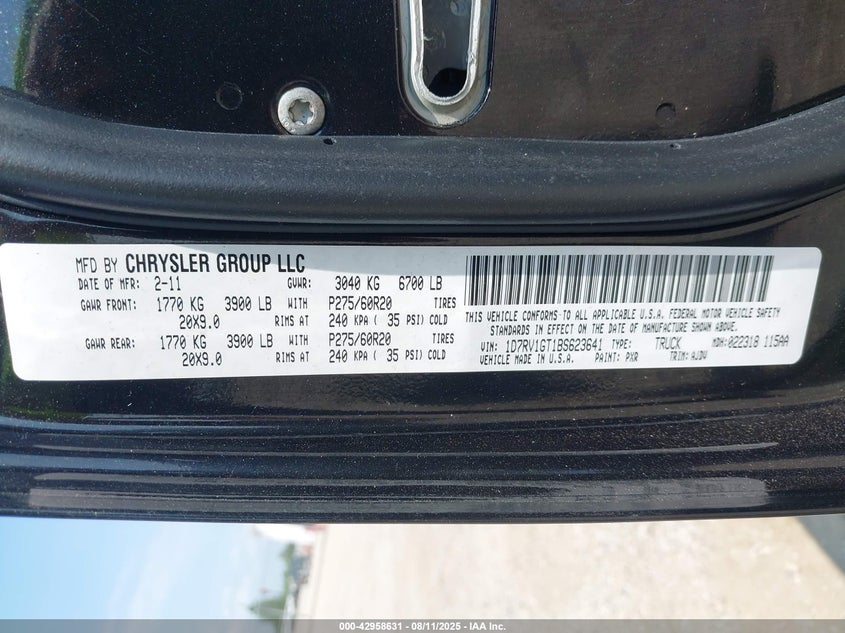 MFD BY CHRYSLER GROUP LLC
DATE OF MFR: 2-11 GVWR: 3040 KG 6700 LB
GAWR FRONT: 1770 KG 3900 LB WITH P275/60R20 TIRES
20X9.0 RIMS AT 240 KPA ( 35 PSI) COLD
GAWR REAR: 1770 KG 3900 LB WITH P275/60R20 TIRES
20X9.0 RIMS AT 240 KPA ( 35 PSI) COLD
THIS VEHICLE CONFORMS TO ALL APPLICABLE U.S.A. FEDERAL MOTOR VEHICLE SAFETY
STANDARDS IN EFFECT ON THE DATE OF MANUFACTURE SHOWN ABOVE.
VIN: 1D7RV1GT1BS623641 TYPE: TRUCK MDH: 022318 115AA
VEHICLE MADE IN U.S.A. PAINT: PXR TRIM: AJDV
000-42958631 | 08/11/2025 | IAA Inc.